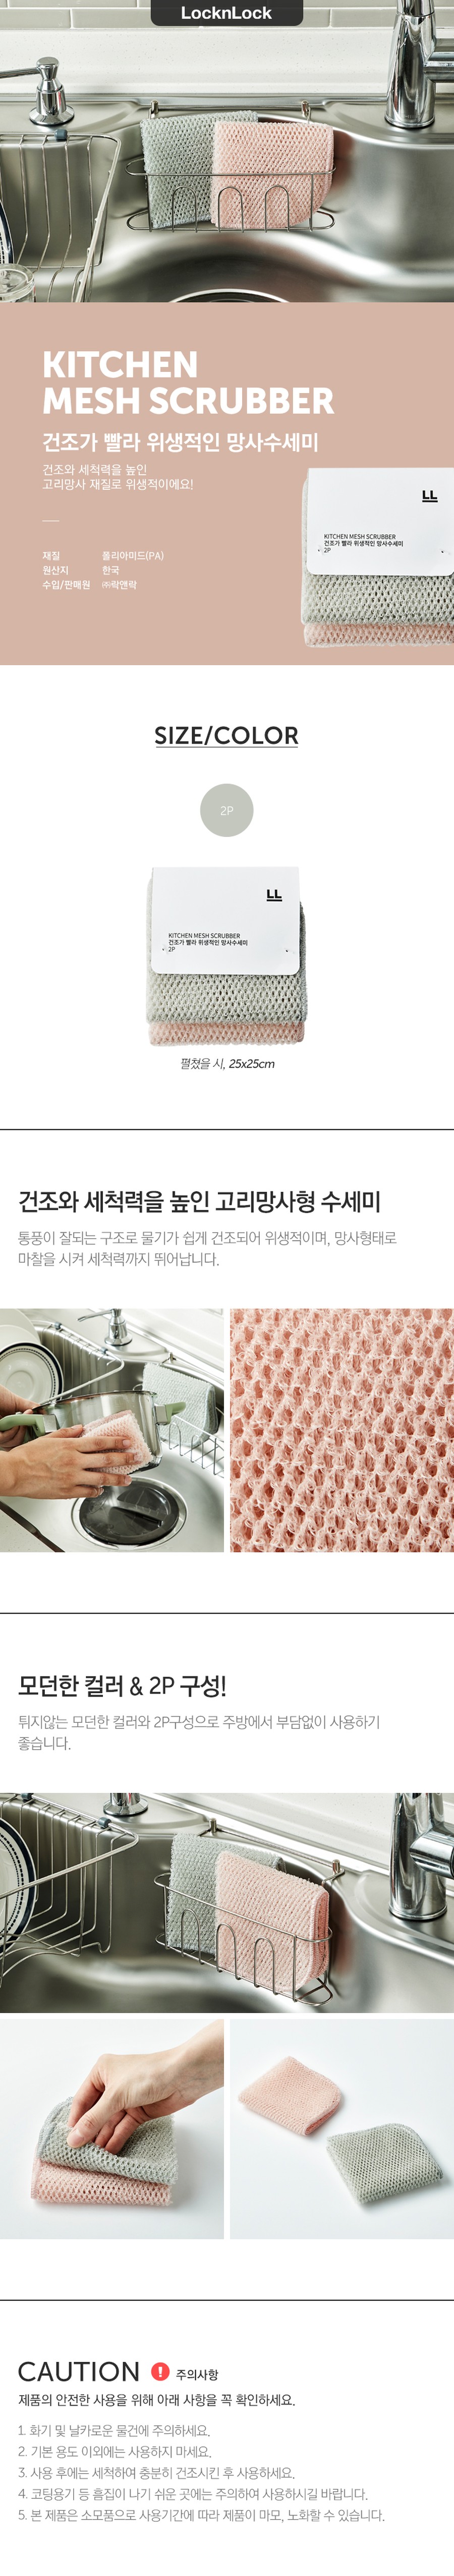 LocknLock
KITCHEN
MESH SCRUBBER
건조가 빨라 위생적인 망사수세미
건조와 세척력을 높인
고리망사 재질로 위생적이에요!
재질 폴리아미드(PA)
원산지 한국
수입/판매원 ㈜락앤락
LL
KITCHEN MESH SCRUBBER
건조가 빨라 위생적인 망사수세미
2P
SIZE/COLOR
2P
LL
KITCHEN MESH SCRUBBER
건조가 빨라 위생적인 망사수세미
2P
펼쳤을 시, 25x25cm
건조와 세척력을 높인 고리망사형 수세미
통풍이 잘되는 구조로 물기가 쉽게 건조되어 위생적이며, 망사형태로
마찰을 시켜 세척력까지 뛰어납니다.
모던한 컬러 & 2P 구성!
튀지않는 모던한 컬러와 2P구성으로 주방에서 부담없이 사용하기
좋습니다.
CAUTION ! 주의사항
제품의 안전한 사용을 위해 아래 사항을 꼭 확인하세요.
1. 화기 및 날카로운 물건에 주의하세요.
2. 기본 용도 이외에는 사용하지 마세요.
3. 사용 후에는 세척하여 충분히 건조시킨 후 사용하세요.
4. 코팅용기 등 흠집이 나기 쉬운 곳에는 주의하여 사용하시길 바랍니다.
5. 본 제품은 소모품으로 사용기간에 따라 제품이 마모, 노화할 수 있습니다.